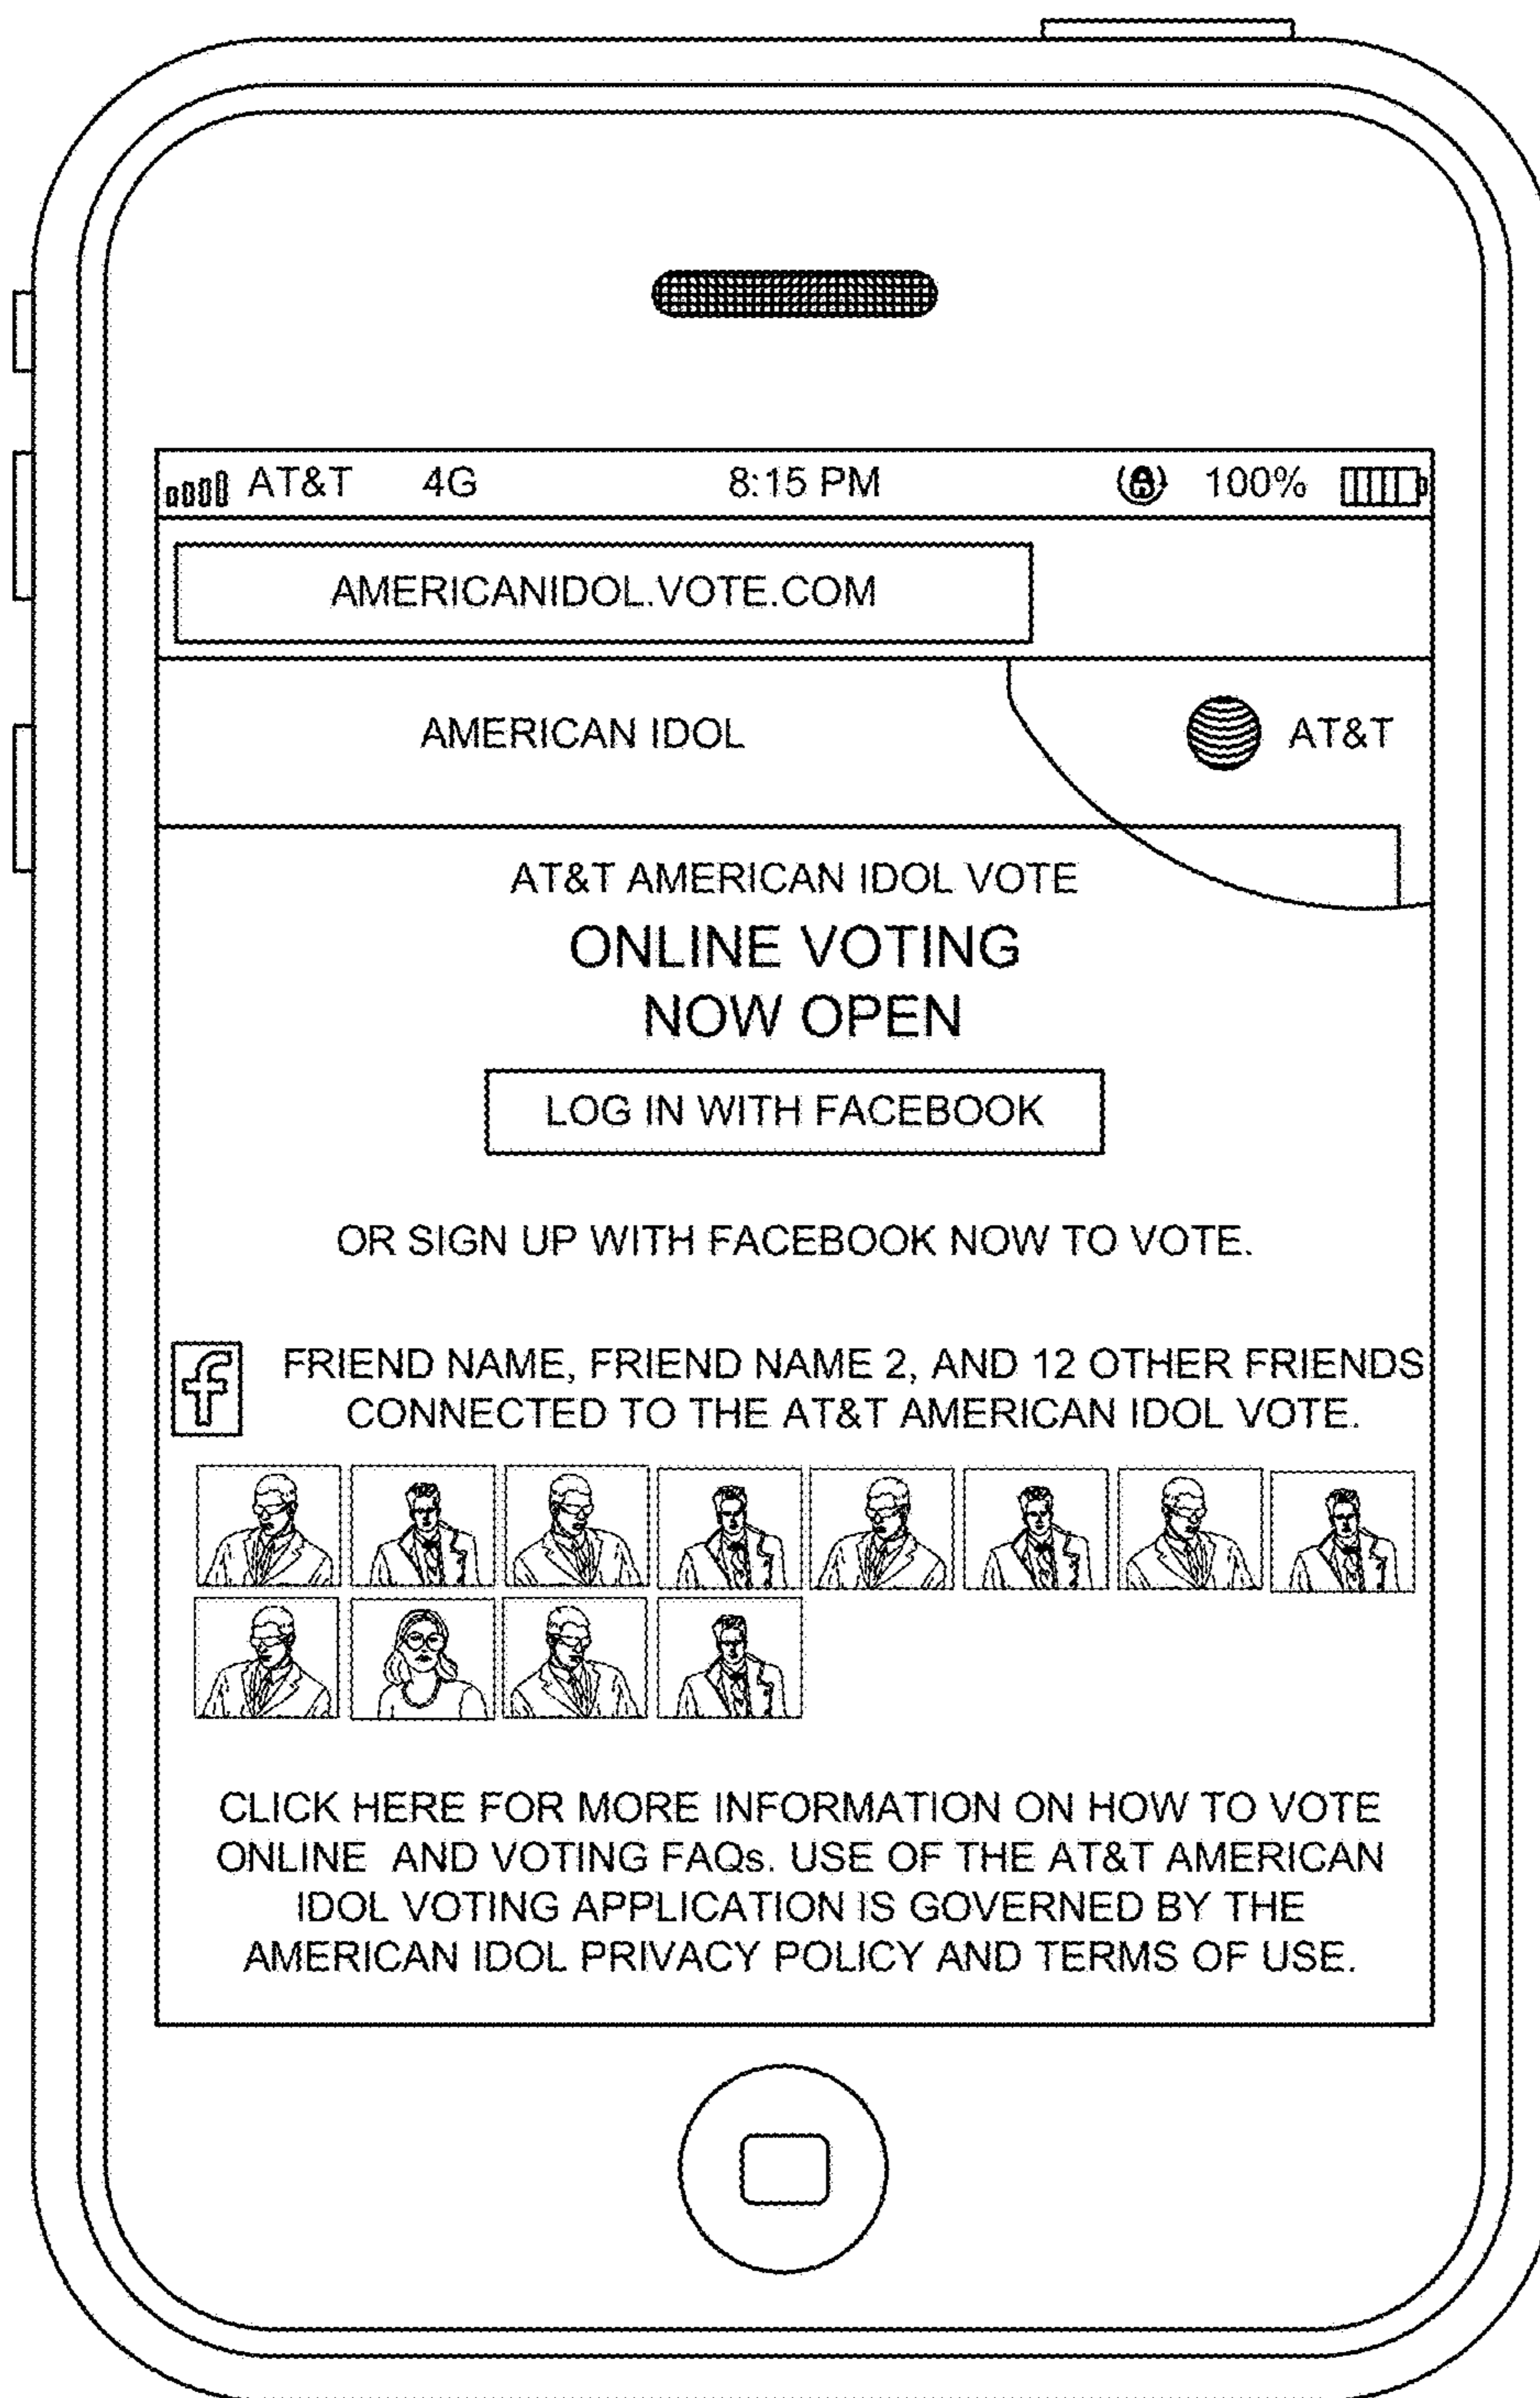 AT&T 4G 8:15 PM 100%
AMERICANIDOL.VOTE.COM
AMERICAN IDOL AT&T
AT&T AMERICAN IDOL VOTE
ONLINE VOTING
NOW OPEN
LOG IN WITH FACEBOOK
OR SIGN UP WITH FACEBOOK NOW TO VOTE.
f FRIEND NAME, FRIEND NAME 2, AND 12 OTHER FRIENDS
CONNECTED TO THE AT&T AMERICAN IDOL VOTE.
CLICK HERE FOR MORE INFORMATION ON HOW TO VOTE
ONLINE AND VOTING FAQs. USE OF THE AT&T AMERICAN
IDOL VOTING APPLICATION IS GOVERNED BY THE
AMERICAN IDOL PRIVACY POLICY AND TERMS OF USE.